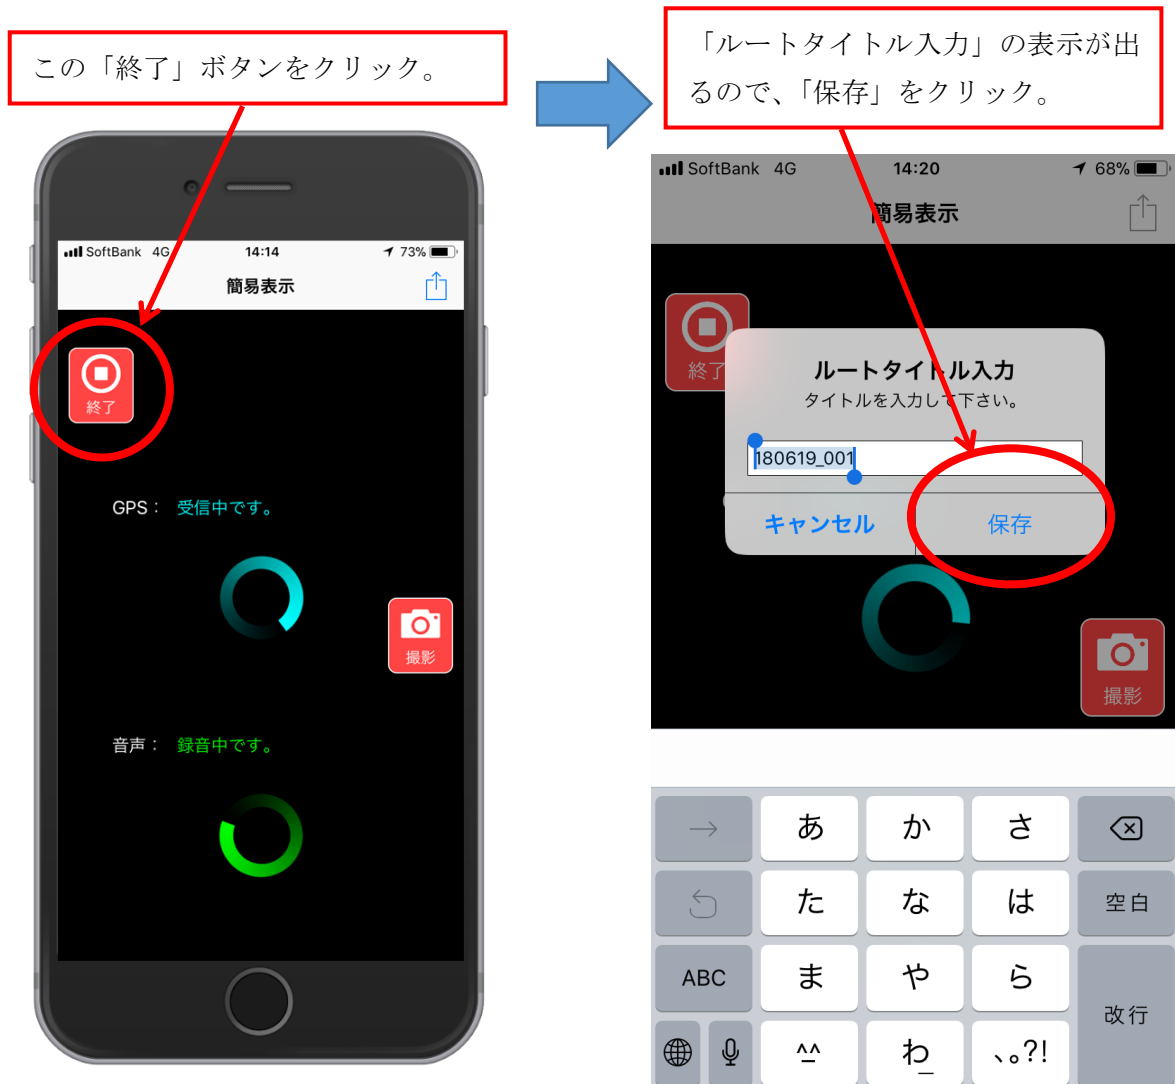 この「終了」ボタンをクリック。
「ルートタイトル入力」の表示が出
るので、「保存」をクリック。
SoftBank 4G 14:14 73%
簡易表示
終了
GPS： 受信中です。
撮影
音声： 録音中です。
SoftBank 4G 14:20 68%
簡易表示
終了
ルートタイトル入力
タイトルを入力して下さい。
180619_001
キャンセル 保存
撮影
→ あ か さ
た な は 空白
ABC ま や ら
改行
^^ わ 、。?!